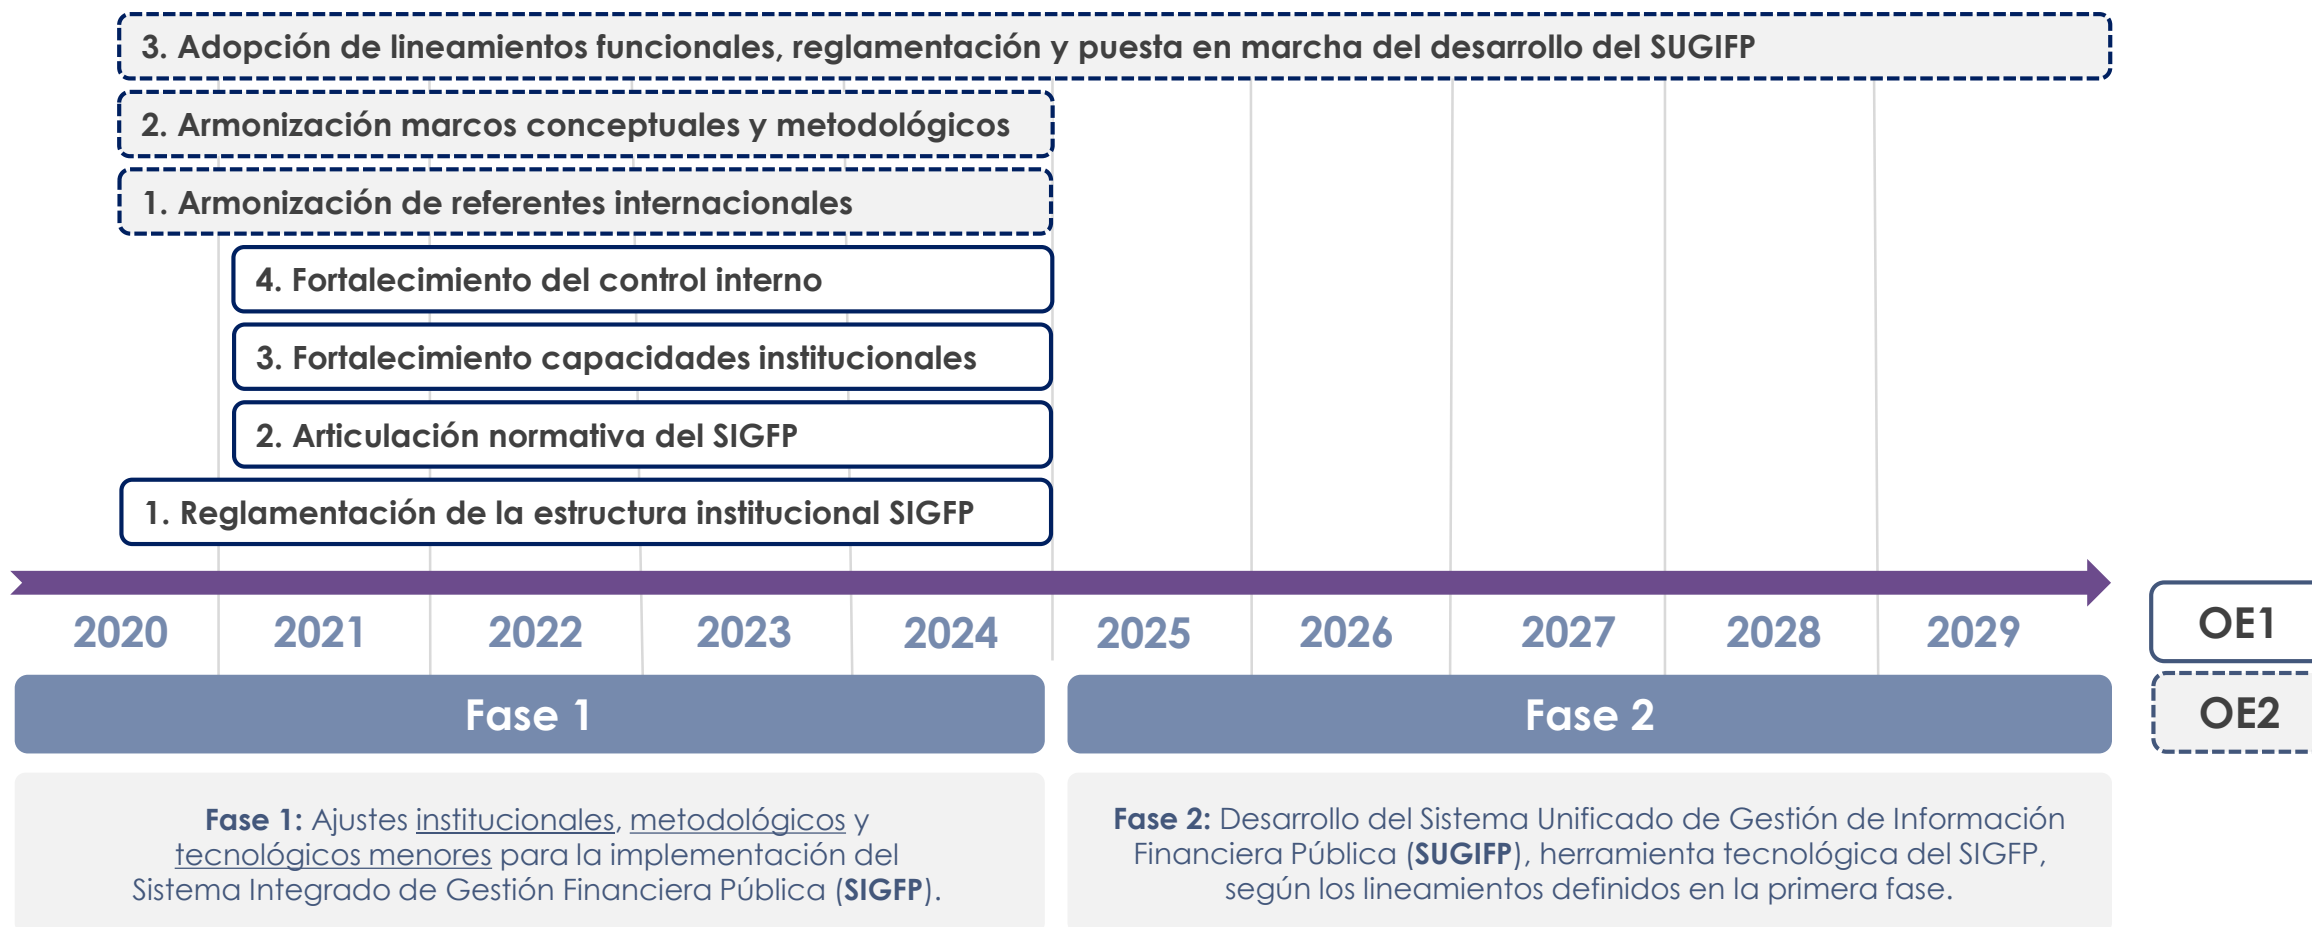 3. Adopción de lineamientos funcionales, reglamentación y puesta en marcha del desarrollo del SUGIFP
2. Armonización marcos conceptuales y metodológicos
1. Armonización de referentes internacionales
4. Fortalecimiento del control interno
3. Fortalecimiento capacidades institucionales
2. Articulación normativa del SIGFP
1. Reglamentación de la estructura institucional SIGFP
2020 2021 2022 2023 2024 2025 2026 2027 2028 2029
OE1
Fase 1
Fase 2
OE2
Fase 1: Ajustes institucionales, metodológicos y
tecnológicos menores para la implementación del
Sistema Integrado de Gestión Financiera Pública (SIGFP).
Fase 2: Desarrollo del Sistema Unificado de Gestión de Información
Financiera Pública (SUGIFP), herramienta tecnológica del SIGFP,
según los lineamientos definidos en la primera fase.